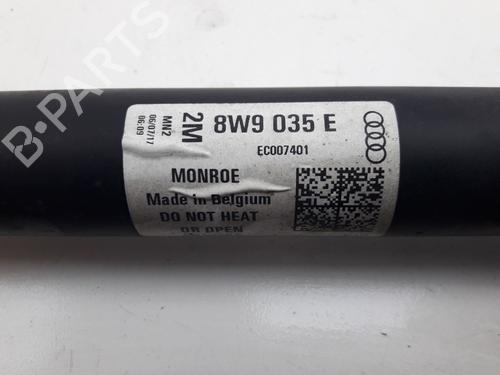 2M 8W9 035 E
EC007401
MN2
05/07/17
06:09
MONROE
Made in Belgium
DO NOT HEAT
OR OPEN
B-PARTS